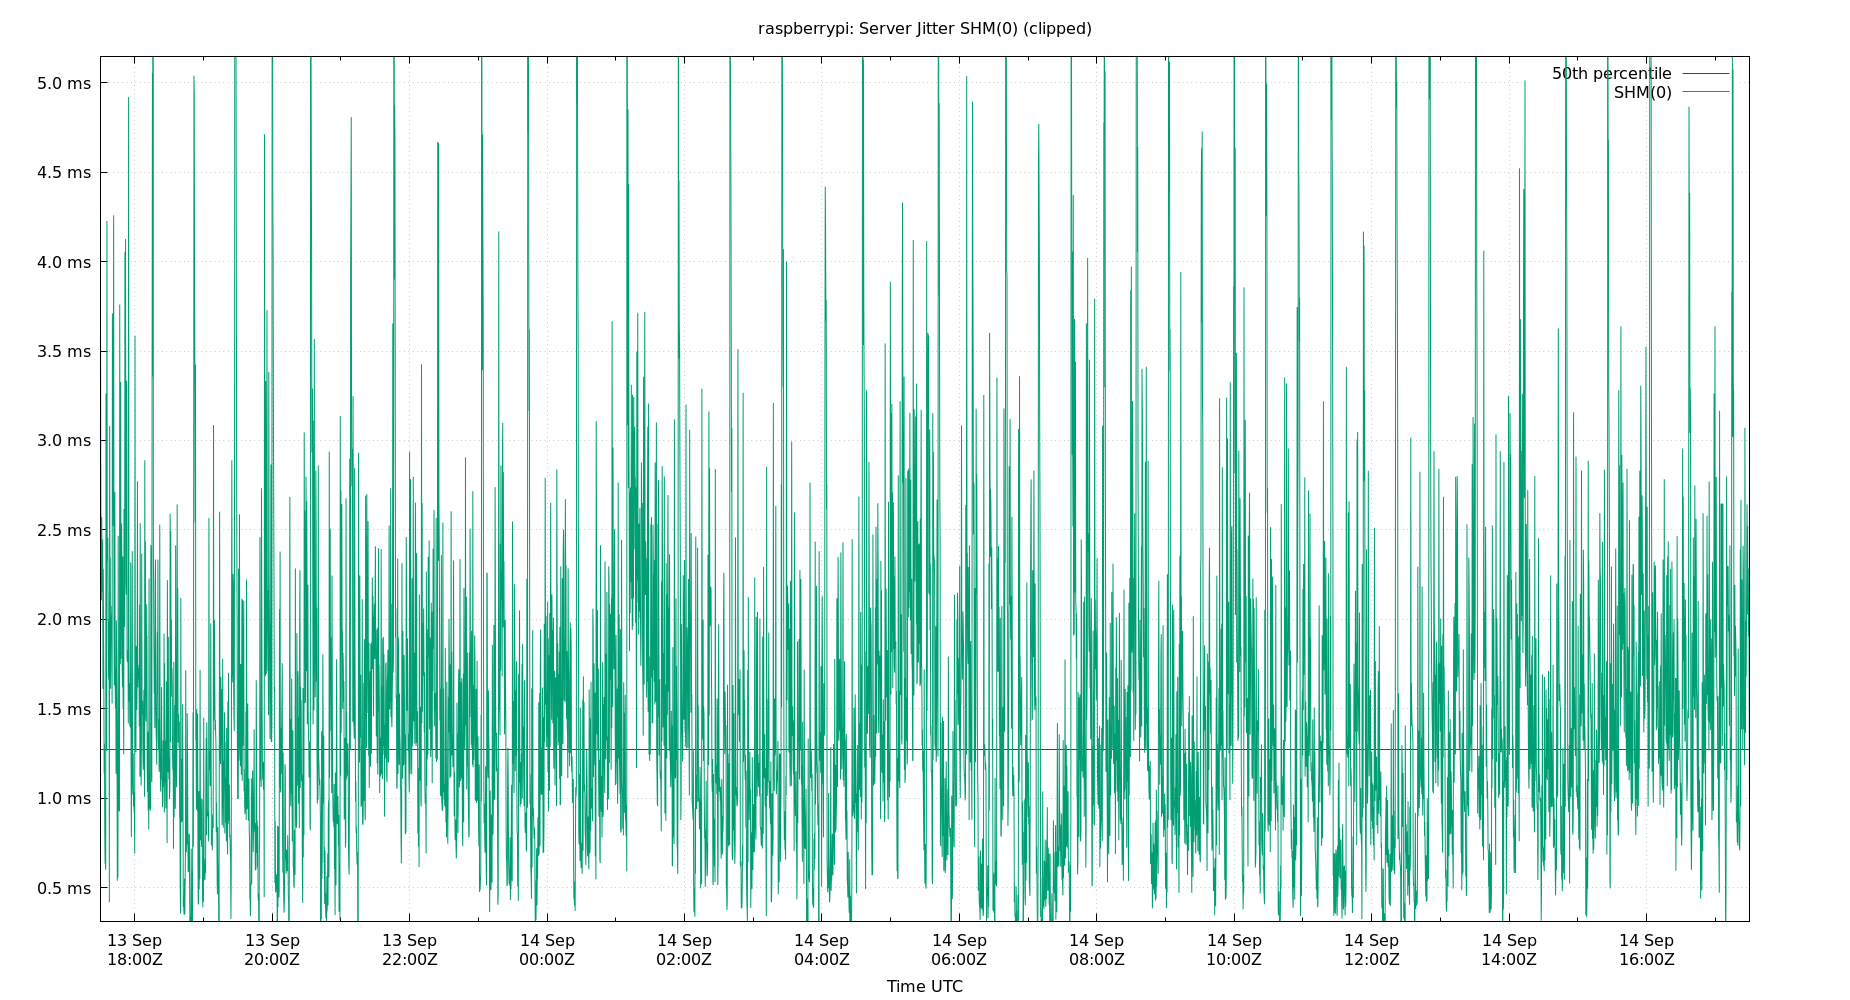 raspberrypi: Server Jitter SHM(0) (clipped)
50th percentile
SHM(0)
5.0 ms
4.5 ms
4.0 ms
3.5 ms
3.0 ms
2.5 ms
2.0 ms
1.5 ms
1.0 ms
0.5 ms
13 Sep 13 Sep 13 Sep 14 Sep 14 Sep 14 Sep 14 Sep 14 Sep 14 Sep 14 Sep 14 Sep 14 Sep
18:00Z 20:00Z 22:00Z 00:00Z 02:00Z 04:00Z 06:00Z 08:00Z 10:00Z 12:00Z 14:00Z 16:00Z
Time UTC